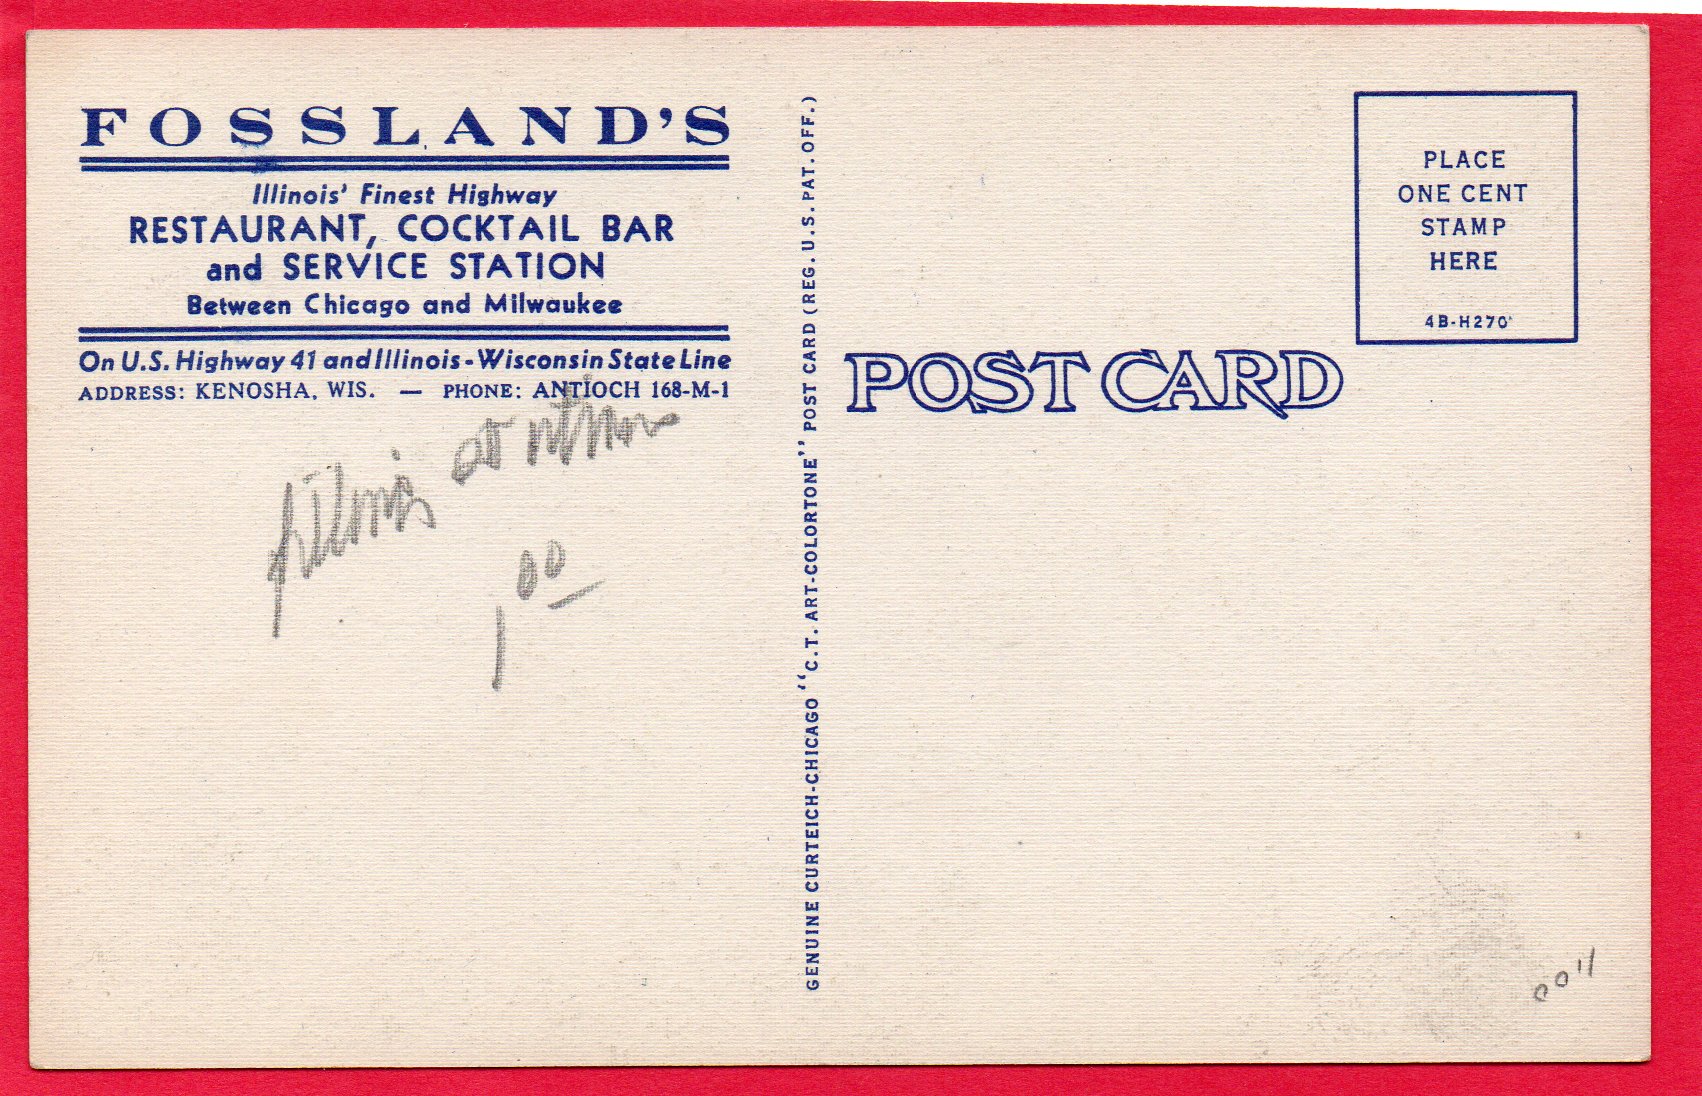 FOSSLAND'S
Illinois' Finest Highway
RESTAURANT, COCKTAIL BAR
and SERVICE STATION
Between Chicago and Milwaukee
On U.S. Highway 41 and Illinois-Wisconsin State Line
ADDRESS: KENOSHA, WIS. — PHONE: ANTIOCH 168-M-1
1.00
GENUINE CURTEICH-CHICAGO "C.T. ART-COLORTONE" POST CARD (REG. U.S. PAT. OFF.)
POST CARD
PLACE
ONE CENT
STAMP
HERE
4B-H270